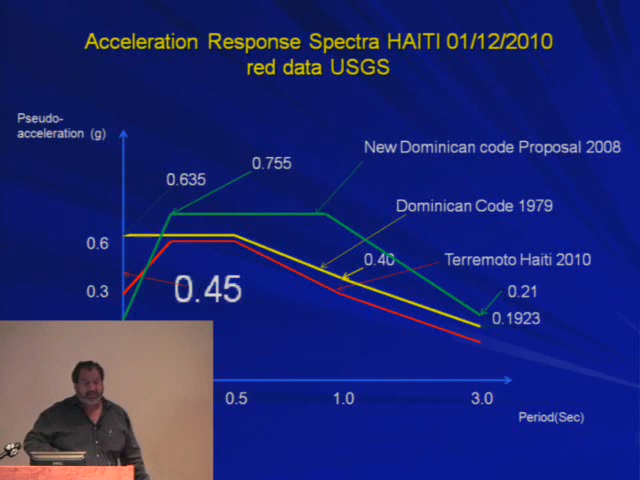 Acceleration Response Spectra HAITI 01/12/2010
red data USGS
Pseudo-
acceleration (g)
New Dominican code Proposal 2008
0.755
0.635
Dominican Code 1979
0.6
0.40
Terremoto Haiti 2010
0.3
0.45
0.21
0.1923
0.5
1.0
3.0
Period(Sec)